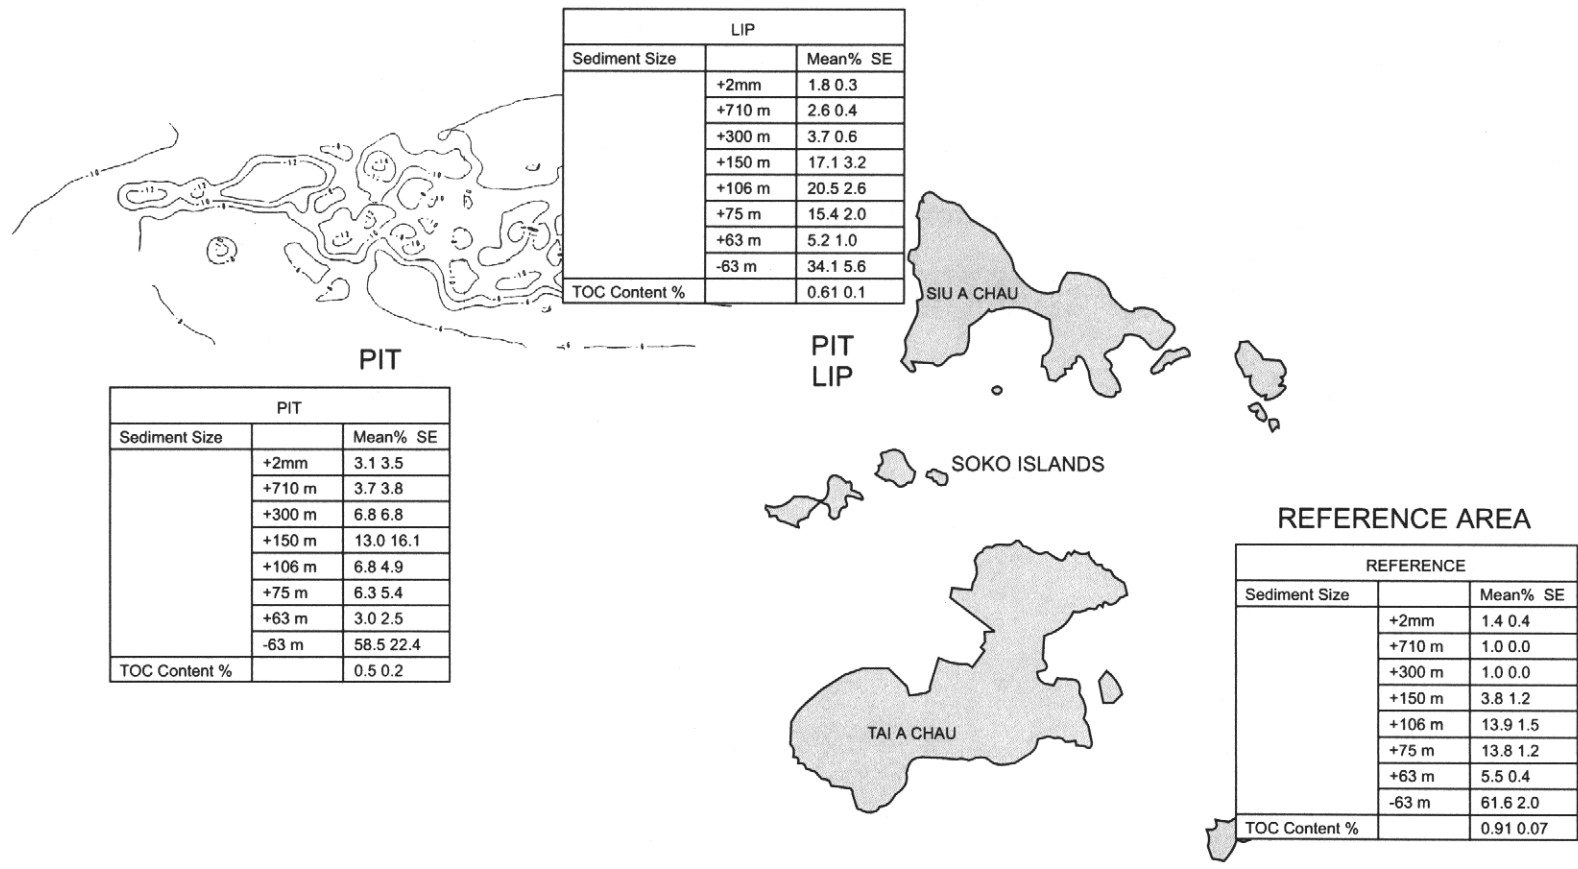 LIP
Sediment Size Mean% SE
+2mm 1.8 0.3
+710 m 2.6 0.4
+300 m 3.7 0.6
+150 m 17.1 3.2
+106 m 20.5 2.6
+75 m 15.4 2.0
+63 m 5.2 1.0
-63 m 34.1 5.6
TOC Content % 0.61 0.1
SIU A CHAU
PIT
PIT
LIP
PIT
Sediment Size Mean% SE
+2mm 3.1 3.5
+710 m 3.7 3.8
+300 m 6.8 6.8
+150 m 13.0 16.1
+106 m 6.8 4.9
+75 m 6.3 5.4
+63 m 3.0 2.5
-63 m 58.5 22.4
TOC Content % 0.5 0.2
SOKO ISLANDS
REFERENCE AREA
REFERENCE
Sediment Size Mean% SE
+2mm 1.4 0.4
+710 m 1.0 0.0
+300 m 1.0 0.0
+150 m 3.8 1.2
+106 m 13.9 1.5
+75 m 13.8 1.2
+63 m 5.5 0.4
-63 m 61.6 2.0
TOC Content % 0.91 0.07
TAI A CHAU